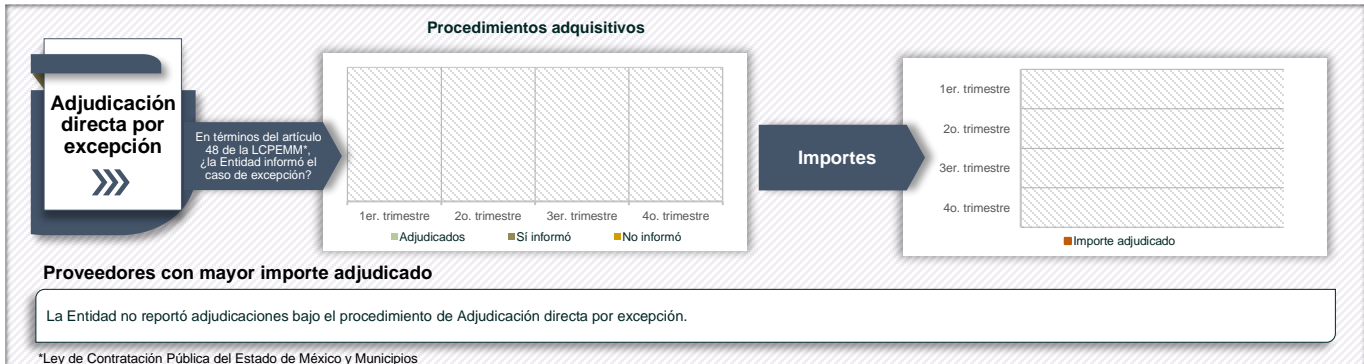 Procedimientos adquisitivos
Adjudicación
directa por
excepción
En términos del artículo
48 de la LCPEMM*,
¿la Entidad informó el
caso de excepción?
1er. trimestre
2o. trimestre
3er. trimestre
4o. trimestre
Adjudicados
Sí informó
No informó
Importes
1er. trimestre
2o. trimestre
3er. trimestre
4o. trimestre
Importe adjudicado
Proveedores con mayor importe adjudicado
La Entidad no reportó adjudicaciones bajo el procedimiento de Adjudicación directa por excepción.
*Ley de Contratación Pública del Estado de México y Municipios